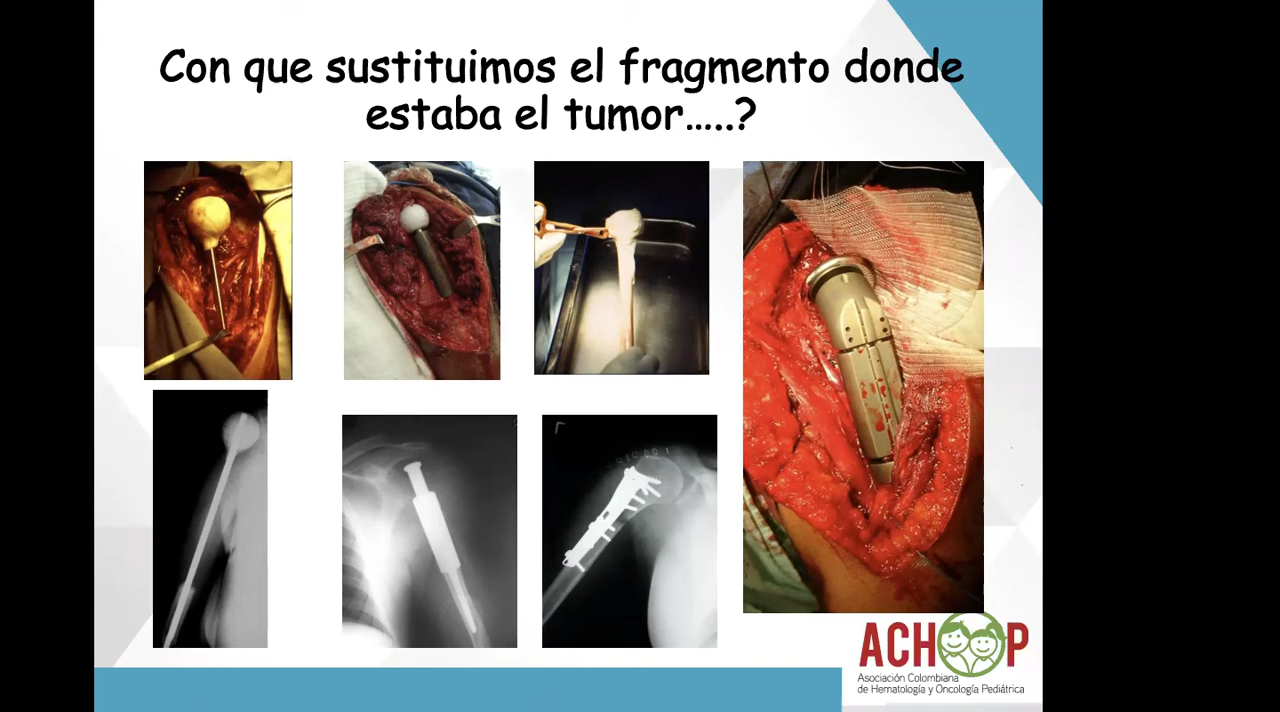 Con que sustituimos el fragmento donde
estaba el tumor.....?
ACHOP
Asociación Colombiana
de Hematología y Oncología Pediátrica